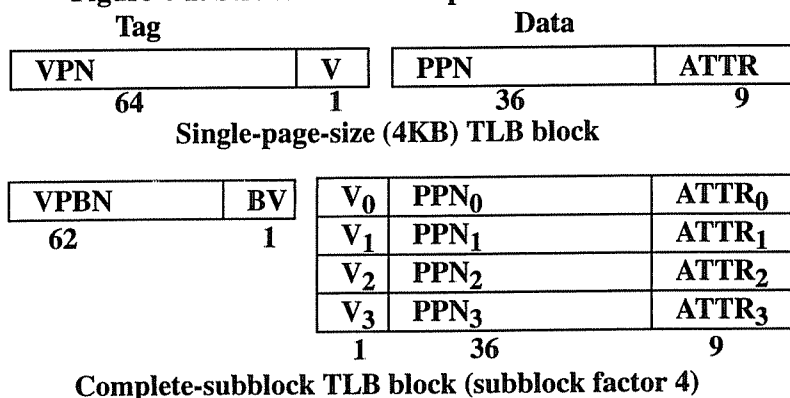 Tag Data
VPN V PPN ATTR
64 1 36 9
Single-page-size (4KB) TLB block
VPBN BV V0 PPN0 ATTR0
62 1 V1 PPN1 ATTR1
V2 PPN2 ATTR2
V3 PPN3 ATTR3
1 36 9
Complete-subblock TLB block (subblock factor 4)